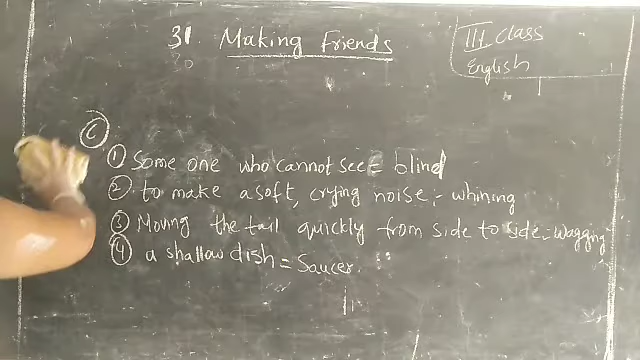 31 Making Friends
30
III class
English
C
1 Some one who cannot see = blind
2 to make a soft, crying noise :- whining
3 Moving the tail quickly from side to side - wagging
4 a shallow dish = Saucer